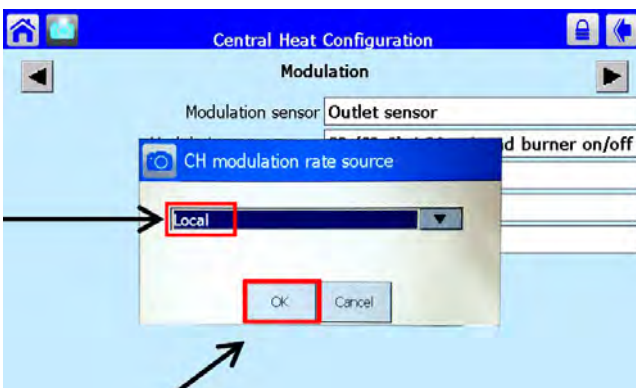 Central Heat Configuration
Modulation
Modulation sensor Outlet sensor
d burner on/off
CH modulation rate source
Local
OK Cancel